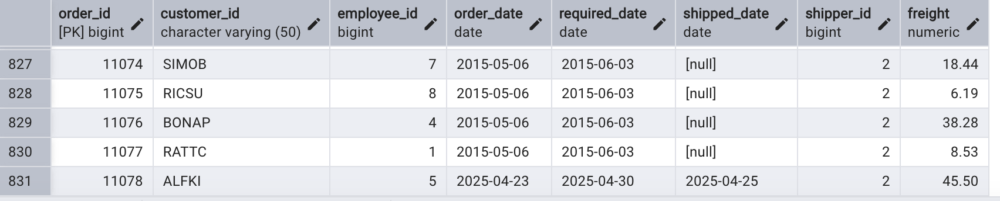 order_id customer_id employee_id order_date required_date shipped_date shipper_id freight
[PK] bigint character varying (50) bigint date date date bigint numeric
827 11074 SIMOB 7 2015-05-06 2015-06-03 [null] 2 18.44
828 11075 RICSU 8 2015-05-06 2015-06-03 [null] 2 6.19
829 11076 BONAP 4 2015-05-06 2015-06-03 [null] 2 38.28
830 11077 RATTC 1 2015-05-06 2015-06-03 [null] 2 8.53
831 11078 ALFKI 5 2025-04-23 2025-04-30 2025-04-25 2 45.50